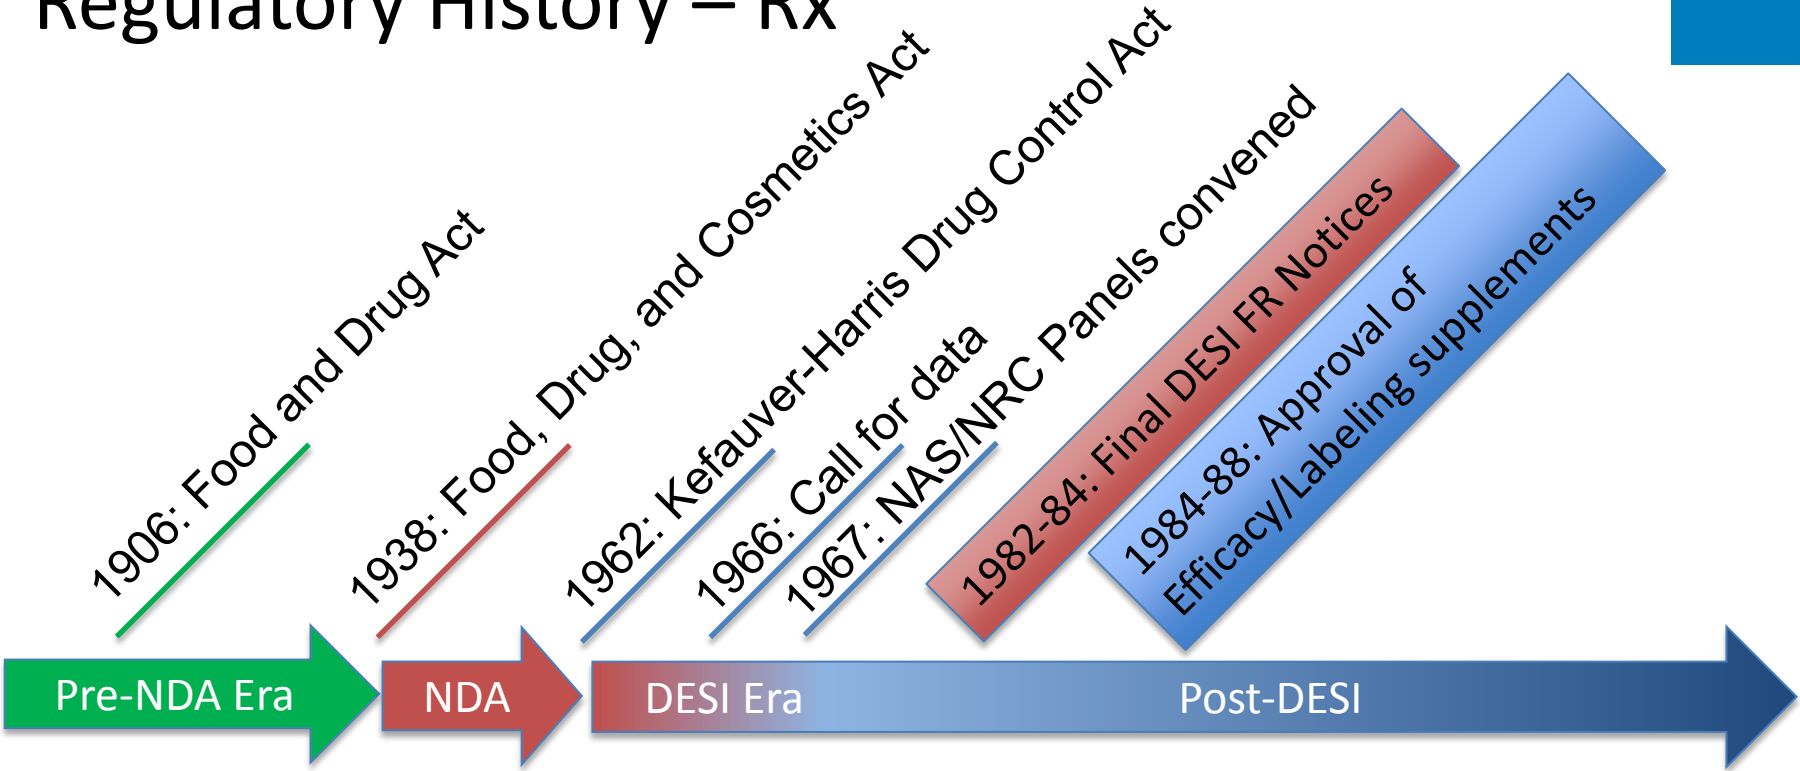 Regulatory History – Rx
1906: Food and Drug Act
1938: Food, Drug, and Cosmetics Act
1962: Kefauver-Harris Drug Control Act
1966: Call for data
1967: NAS/NRC Panels convened
1982-84: Final DESI FR Notices
1984-88: Approval of
Efficacy/Labeling supplements
Pre-NDA Era
NDA
DESI Era
Post-DESI